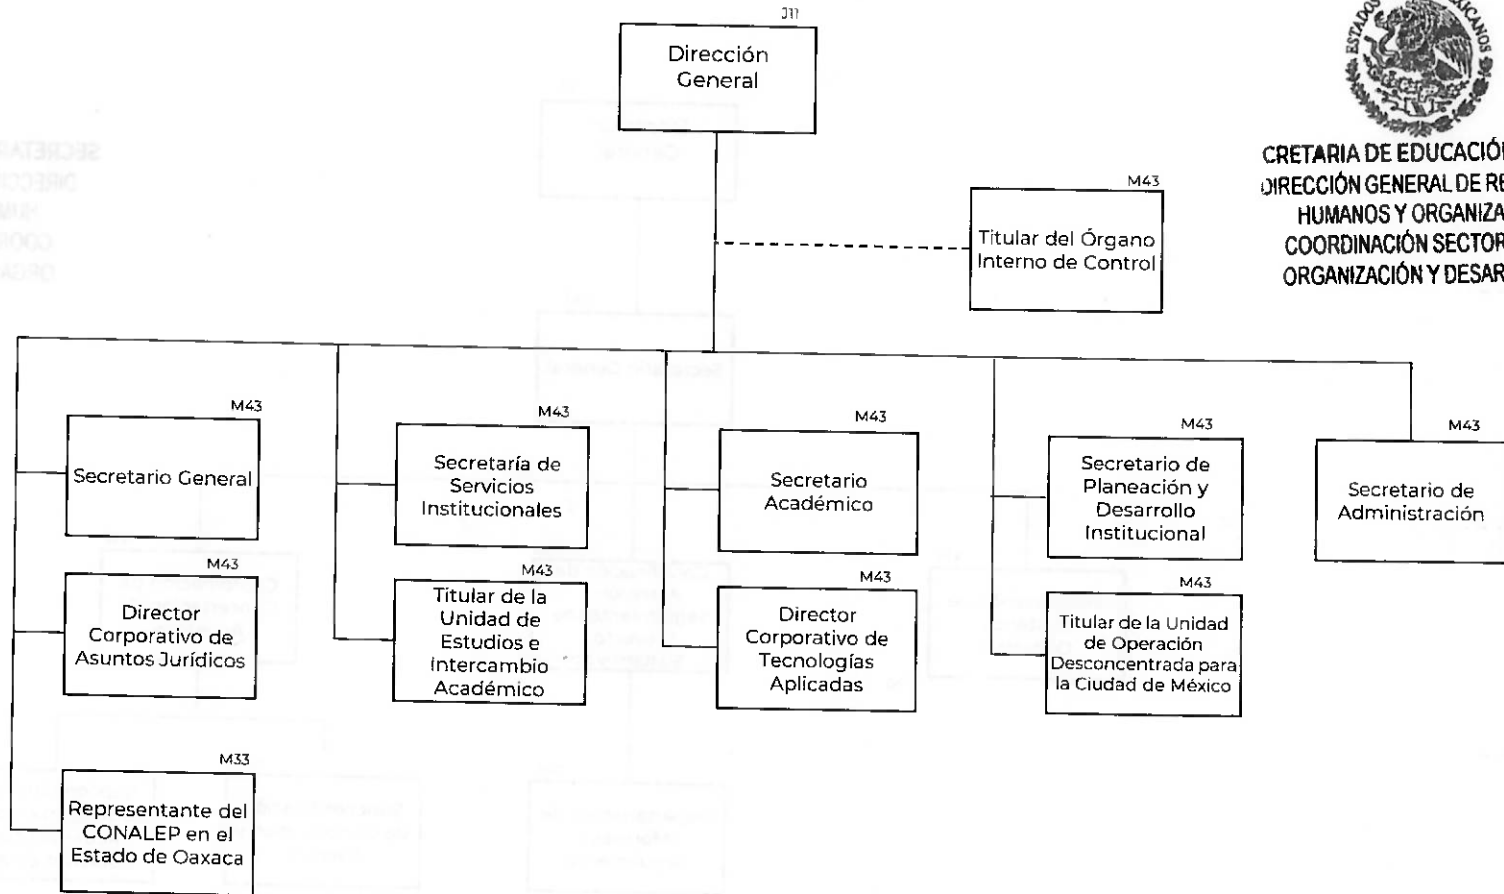 J11
Dirección
General
ESTADOS
CRETARIA DE EDUCACIÓN
DIRECCIÓN GENERAL DE RE
HUMANOS Y ORGANIZA
COORDINACIÓN SECTOR
ORGANIZACIÓN Y DESAR
M43
Titular del Órgano
Interno de Control
M43
Secretario General
M43
Secretaría de
Servicios
Institucionales
M43
Secretario
Académico
M43
Secretario de
Planeación y
Desarrollo
Institucional
M43
Secretario de
Administración
M43
Director
Corporativo de
Asuntos Jurídicos
M43
Titular de la
Unidad de
Estudios e
Intercambio
Académico
M43
Director
Corporativo de
Tecnologías
Aplicadas
M43
Titular de la Unidad
de Operación
Desconcentrada para
la Ciudad de México
M33
Representante del
CONALEP en el
Estado de Oaxaca